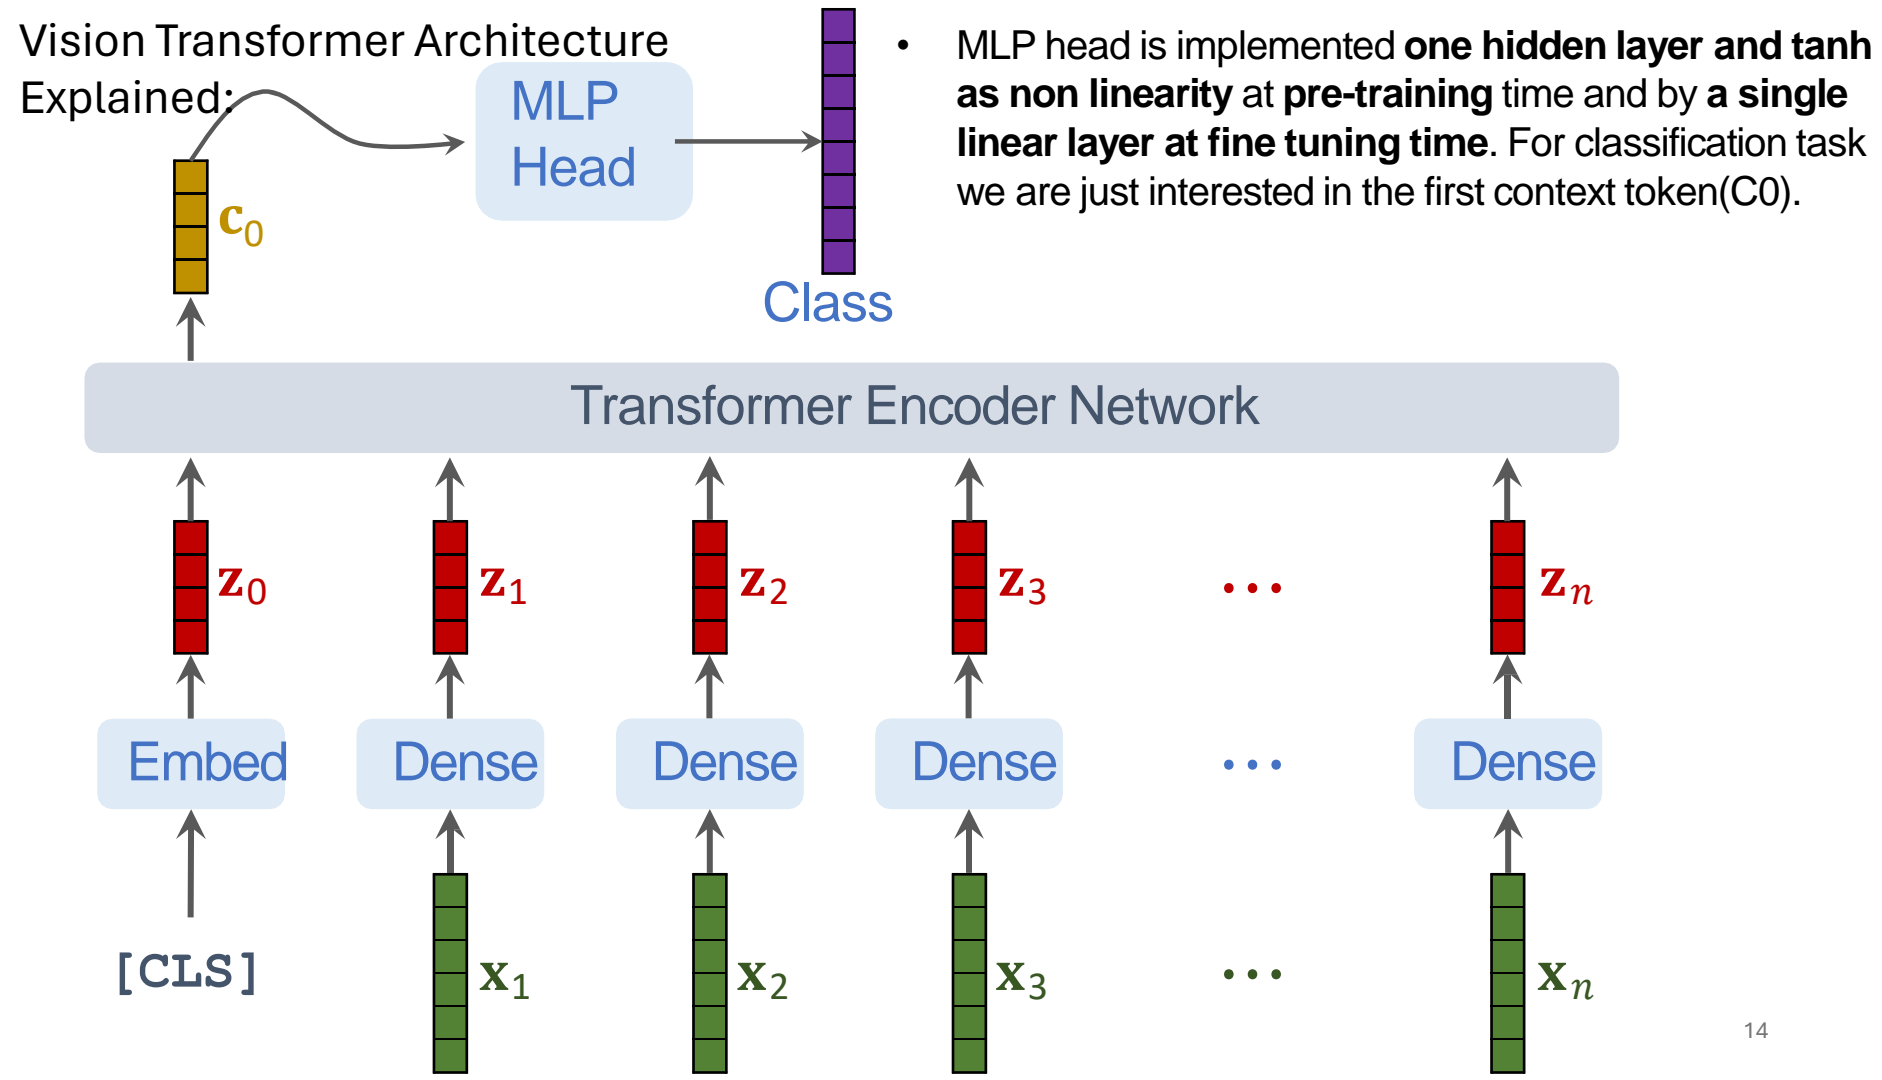 Vision Transformer Architecture
Explained:
• MLP head is implemented one hidden layer and tanh
as non linearity at pre-training time and by a single
linear layer at fine tuning time. For classification task
we are just interested in the first context token(C0).
MLP
Head
c0
Class
Transformer Encoder Network
z0 z1 z2 z3 ... zn
Embed Dense Dense Dense ... Dense
[CLS] x1 x2 x3 ... xn
14